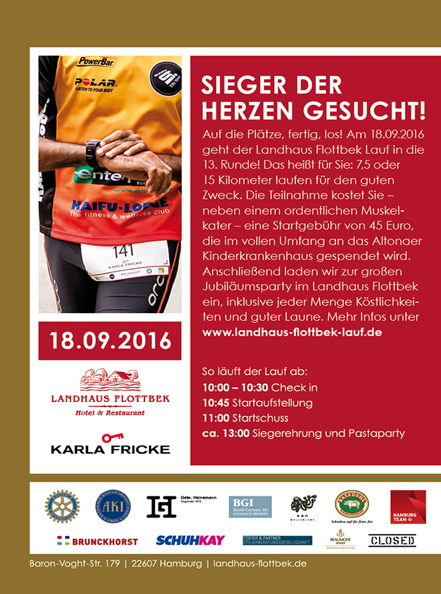 PowerBar
POLAR
LISTEN TO YOUR BODY
KAIFU-LODGE
The fitness & wellness club
141
KARLA FRICKE
SIEGER DER
HERZEN GESUCHT!
Auf die Plätze, fertig, los! Am 18.09.2016
geht der Landhaus Flottbek Lauf in die
13. Runde! Das heißt für Sie: 7,5 oder
15 Kilometer laufen für den guten
Zweck. Die Teilnahme kostet Sie –
neben einem ordentlichen Muskel-
kater – eine Startgebühr von 45 Euro,
die im vollen Umfang an das Altonaer
Kinderkrankenhaus gespendet wird.
Anschließend laden wir zur großen
Jubiläumsparty im Landhaus Flottbek
ein, inklusive jeder Menge Köstlichkei-
ten und guter Laune. Mehr Infos unter
www.landhaus-flottbek-lauf.de
So läuft der Lauf ab:
10:00 – 10:30 Check in
10:45 Startaufstellung
11:00 Startschuss
ca. 13:00 Siegerehrung und Pastaparty
18.09.2016
LANDHAUS FLOTTBEK
Hotel & Restaurant
KARLA FRICKE
AKI
Gebr. Heinemann
BGI
HAMBURG
TEAM
BRUNCKHORST
SCHUHKAY
CLOSED
Baron-Voght-Str. 179 | 22607 Hamburg | landhaus-flottbek.de